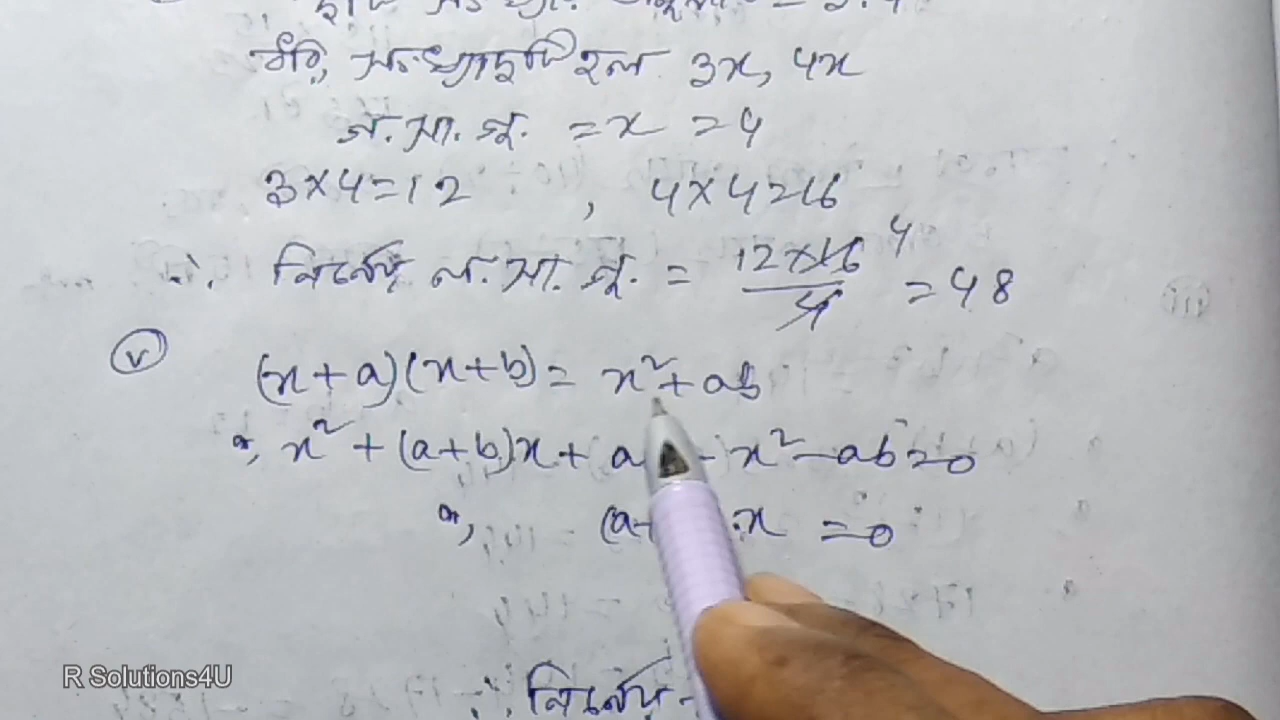 ধরি, সংখ্যাদুটি হল 3x, 4x
গ.সা.গু. = x = 4
3×4=12 , 4×4=16
∴ নির্ণেয় ল.সা.গু. = 12×16/4 4 = 48
(v) (x+a)(x+b) = x²+ab
বা, x²+(a+b)x+a - x²-ab=0
বা, (a+ .x =0
∴ নির্ণেয়
R Solutions4U